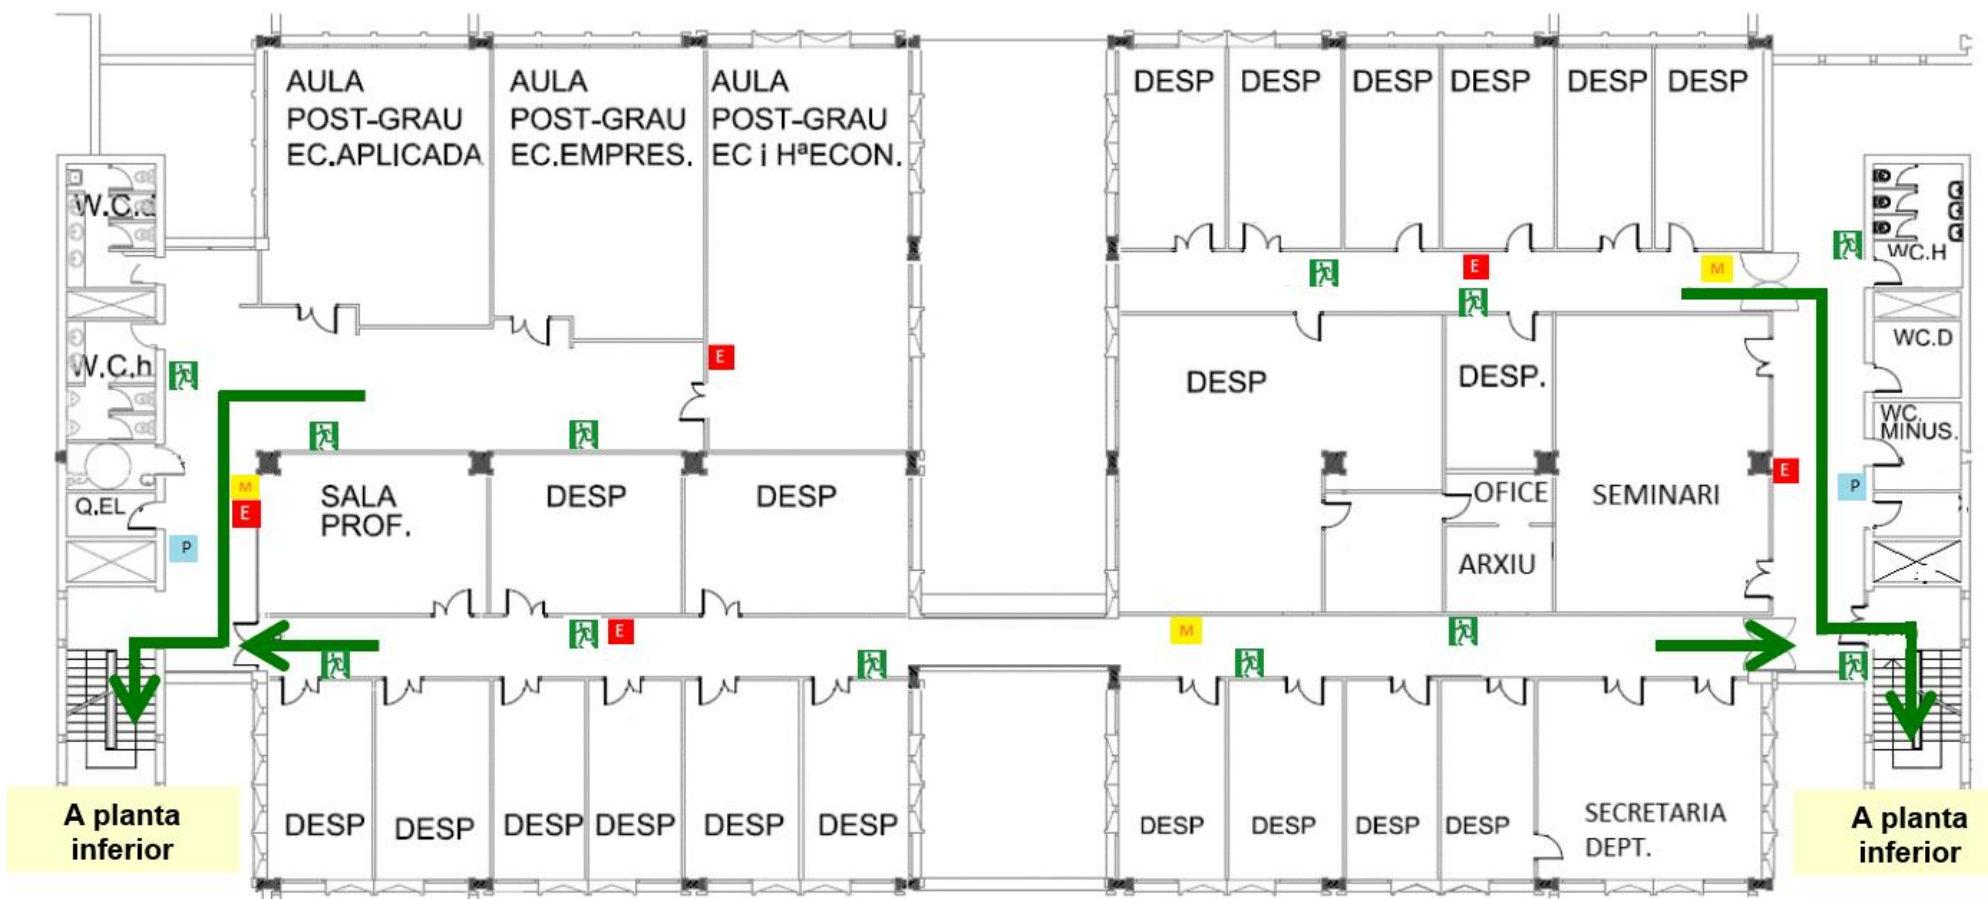 AULA
POST-GRAU
EC.APLICADA
AULA
POST-GRAU
EC.EMPRES.
AULA
POST-GRAU
EC i HªECON.
DESP
DESP
DESP
DESP
DESP
DESP
W.C.d
WC.H
E
M
W.C.h
E
WC.D
DESP
DESP.
WC.
MINUS.
M
E
Q.EL
P
SALA
PROF.
DESP
DESP
OFICE
SEMINARI
E
P
ARXIU
E
M
DESP
DESP
DESP
DESP
DESP
DESP
DESP
DESP
DESP
DESP
SECRETARIA
DEPT.
A planta
inferior
A planta
inferior